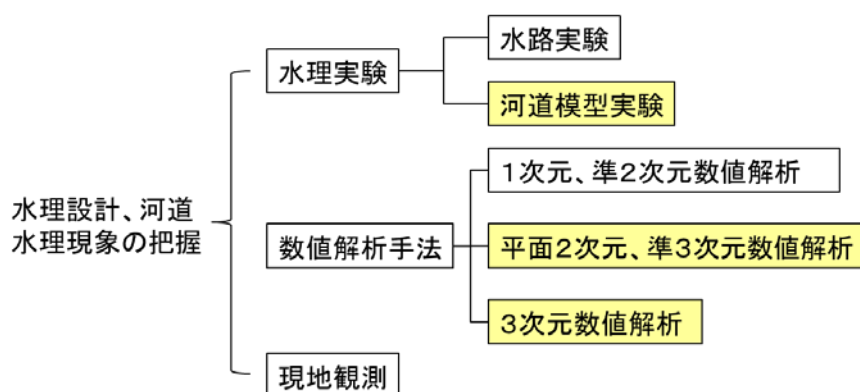 水理設計、河道
水理現象の把握
水理実験
水路実験
河道模型実験
数値解析手法
1次元、準2次元数値解析
平面2次元、準3次元数値解析
3次元数値解析
現地観測